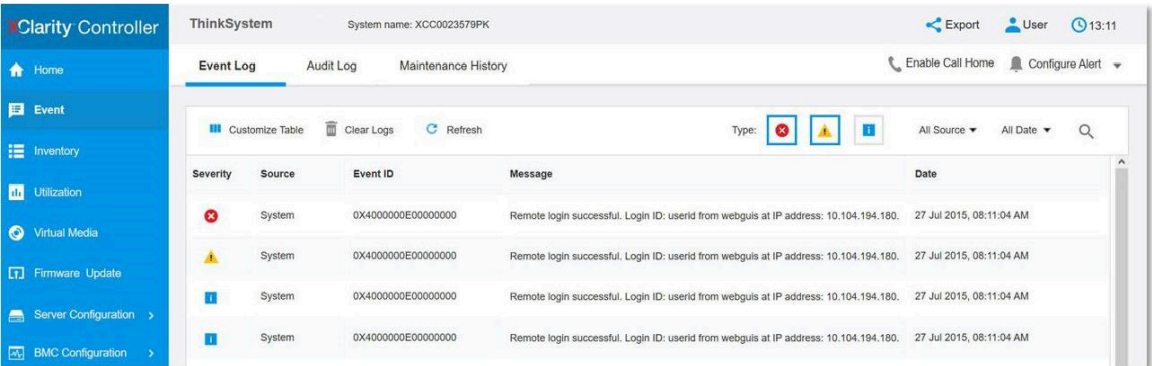 XClarity Controller
ThinkSystem System name: XCC0023579PK Export User 13:11
Home
Event Log Audit Log Maintenance History Enable Call Home Configure Alert
Event
Customize Table Clear Logs Refresh Type: All Source All Date
Inventory
Severity Source Event ID Message Date
Utilization
System 0X4000000E00000000 Remote login successful. Login ID: userid from webguis at IP address: 10.104.194.180. 27 Jul 2015, 08:11:04 AM
Virtual Media
System 0X4000000E00000000 Remote login successful. Login ID: userid from webguis at IP address: 10.104.194.180. 27 Jul 2015, 08:11:04 AM
Firmware Update
System 0X4000000E00000000 Remote login successful. Login ID: userid from webguis at IP address: 10.104.194.180. 27 Jul 2015, 08:11:04 AM
Server Configuration
System 0X4000000E00000000 Remote login successful. Login ID: userid from webguis at IP address: 10.104.194.180. 27 Jul 2015, 08:11:04 AM
BMC Configuration